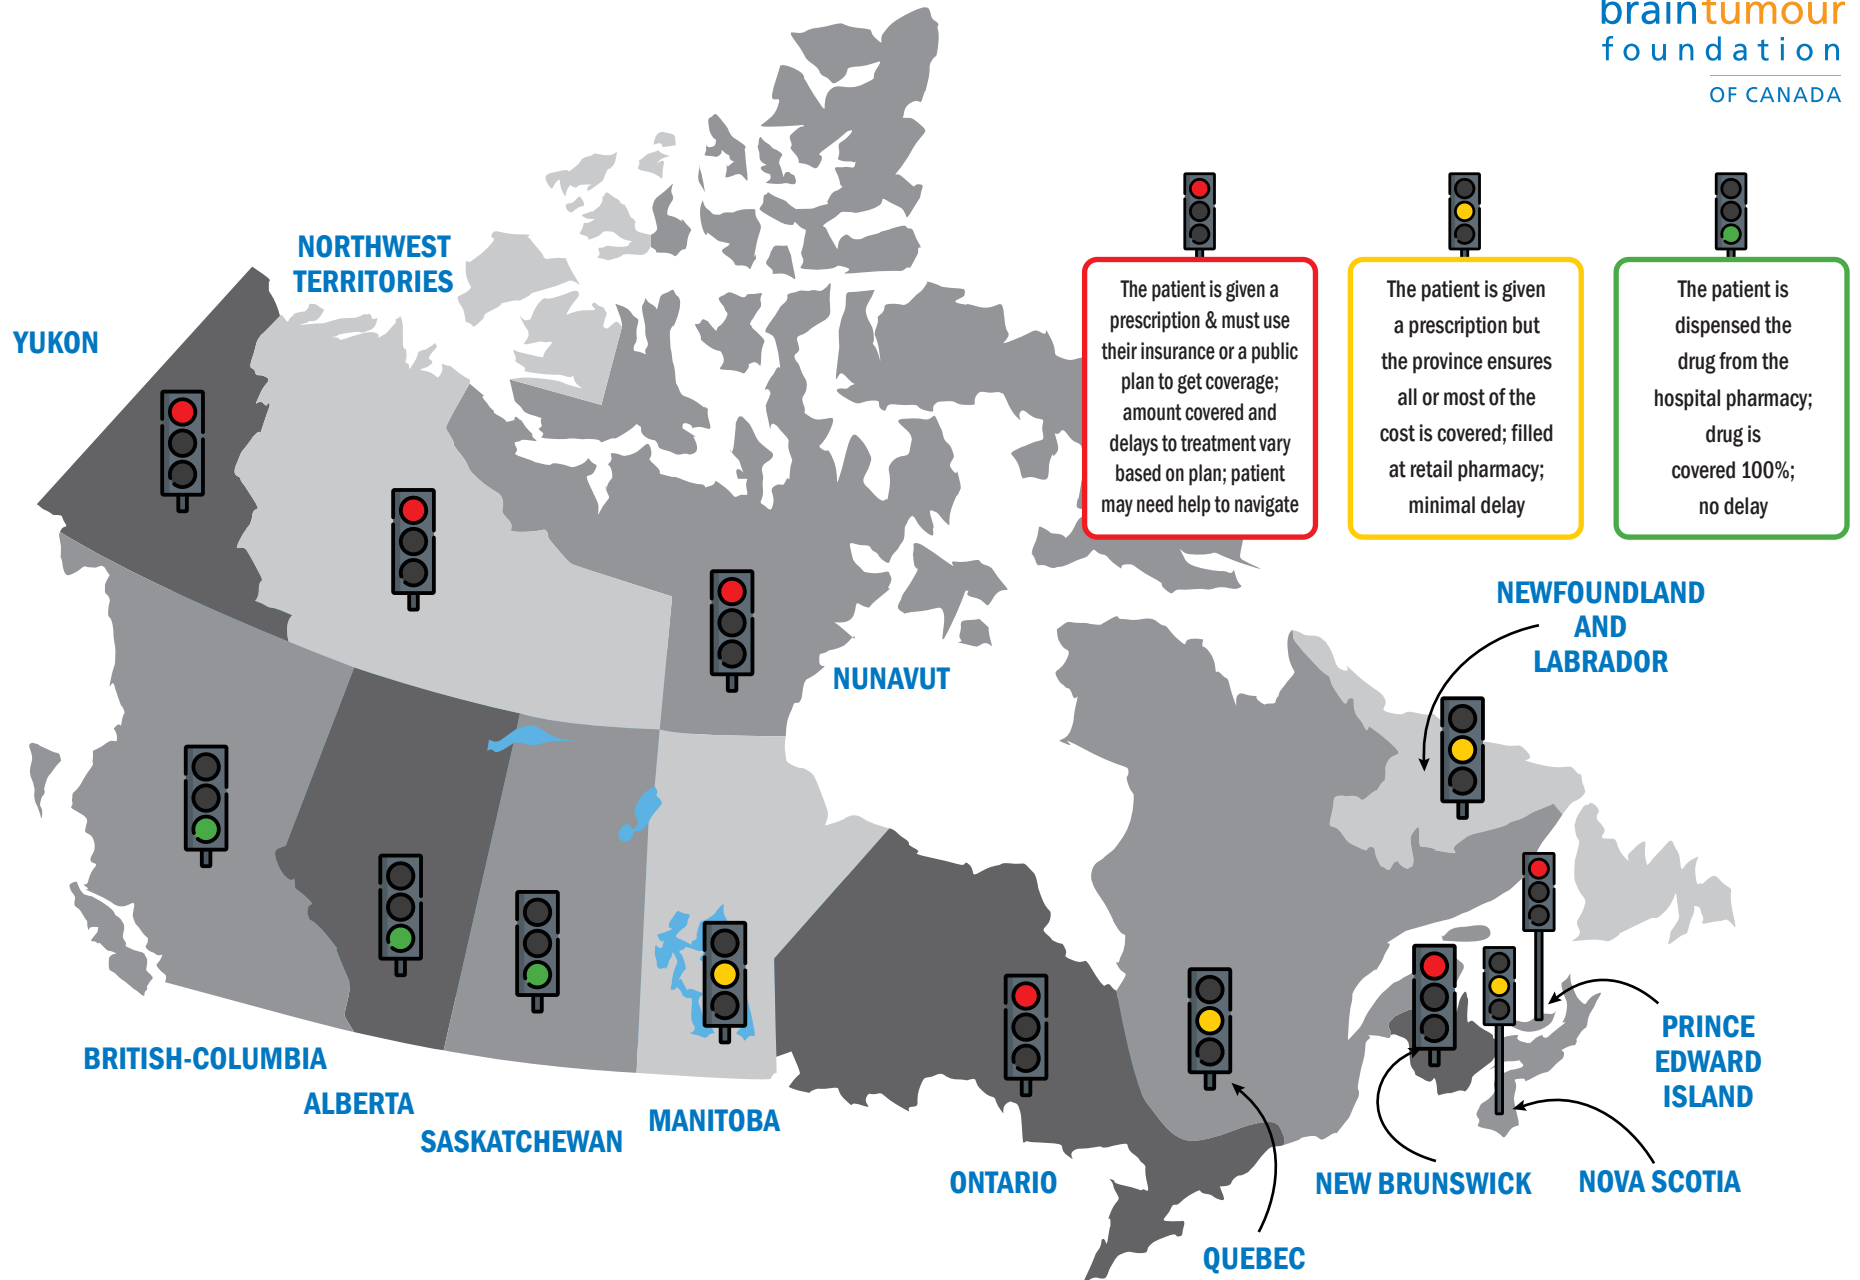 braintumour
foundation
OF CANADA
NORTHWEST
TERRITORIES
YUKON
The patient is given a
prescription & must use
their insurance or a public
plan to get coverage;
amount covered and
delays to treatment vary
based on plan; patient
may need help to navigate
The patient is given
a prescription but
the province ensures
all or most of the
cost is covered; filled
at retail pharmacy;
minimal delay
The patient is
dispensed the
drug from the
hospital pharmacy;
drug is
covered 100%;
no delay
NEWFOUNDLAND
AND
LABRADOR
NUNAVUT
PRINCE
EDWARD
ISLAND
BRITISH-COLUMBIA
ALBERTA
SASKATCHEWAN
MANITOBA
ONTARIO
NEW BRUNSWICK
NOVA SCOTIA
QUEBEC